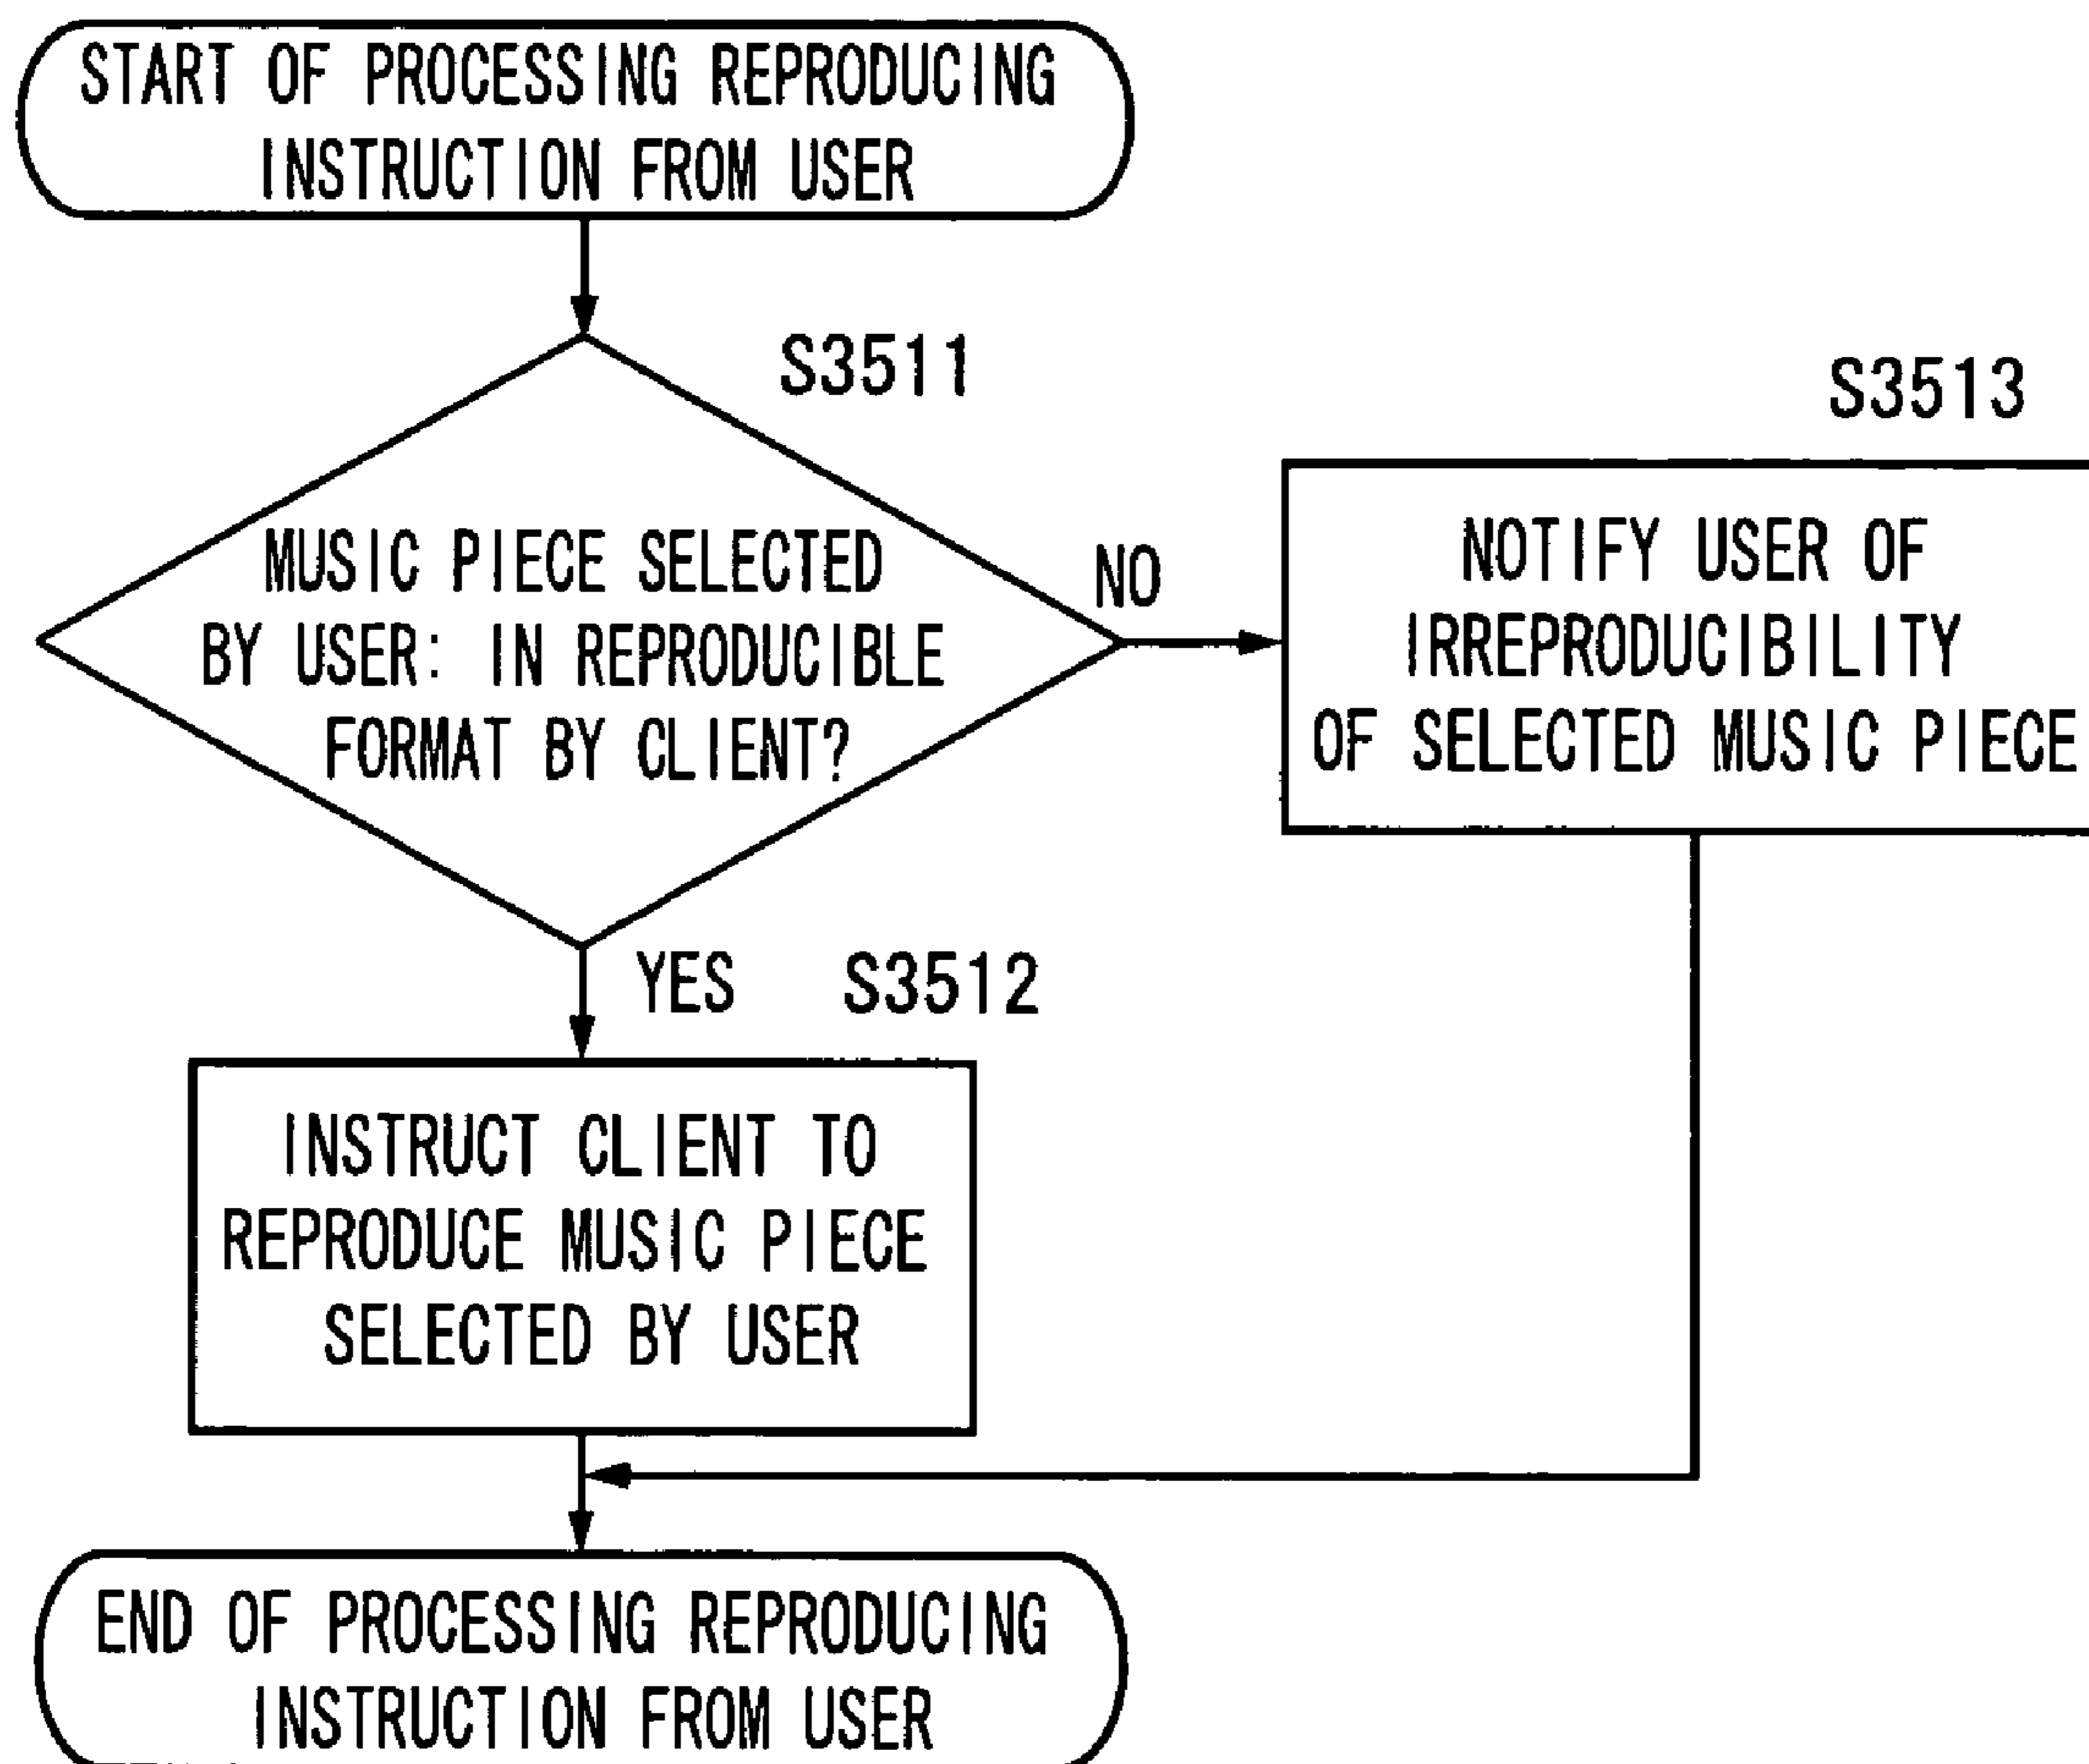 START OF PROCESSING REPRODUCING
INSTRUCTION FROM USER
S3511
S3513
MUSIC PIECE SELECTED
BY USER: IN REPRODUCIBLE
FORMAT BY CLIENT?
NO
NOTIFY USER OF
IRREPRODUCIBILITY
OF SELECTED MUSIC PIECE
YES
S3512
INSTRUCT CLIENT TO
REPRODUCE MUSIC PIECE
SELECTED BY USER
END OF PROCESSING REPRODUCING
INSTRUCTION FROM USER